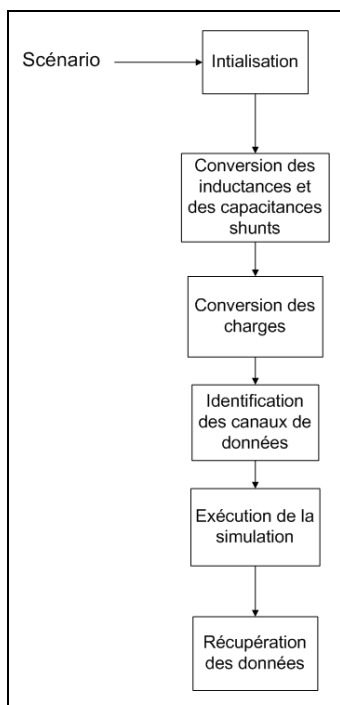 Scénario
Intialisation
Conversion des
inductances et
des capacitances
shunts
Conversion des
charges
Identification
des canaux de
données
Exécution de la
simulation
Récupération
des données